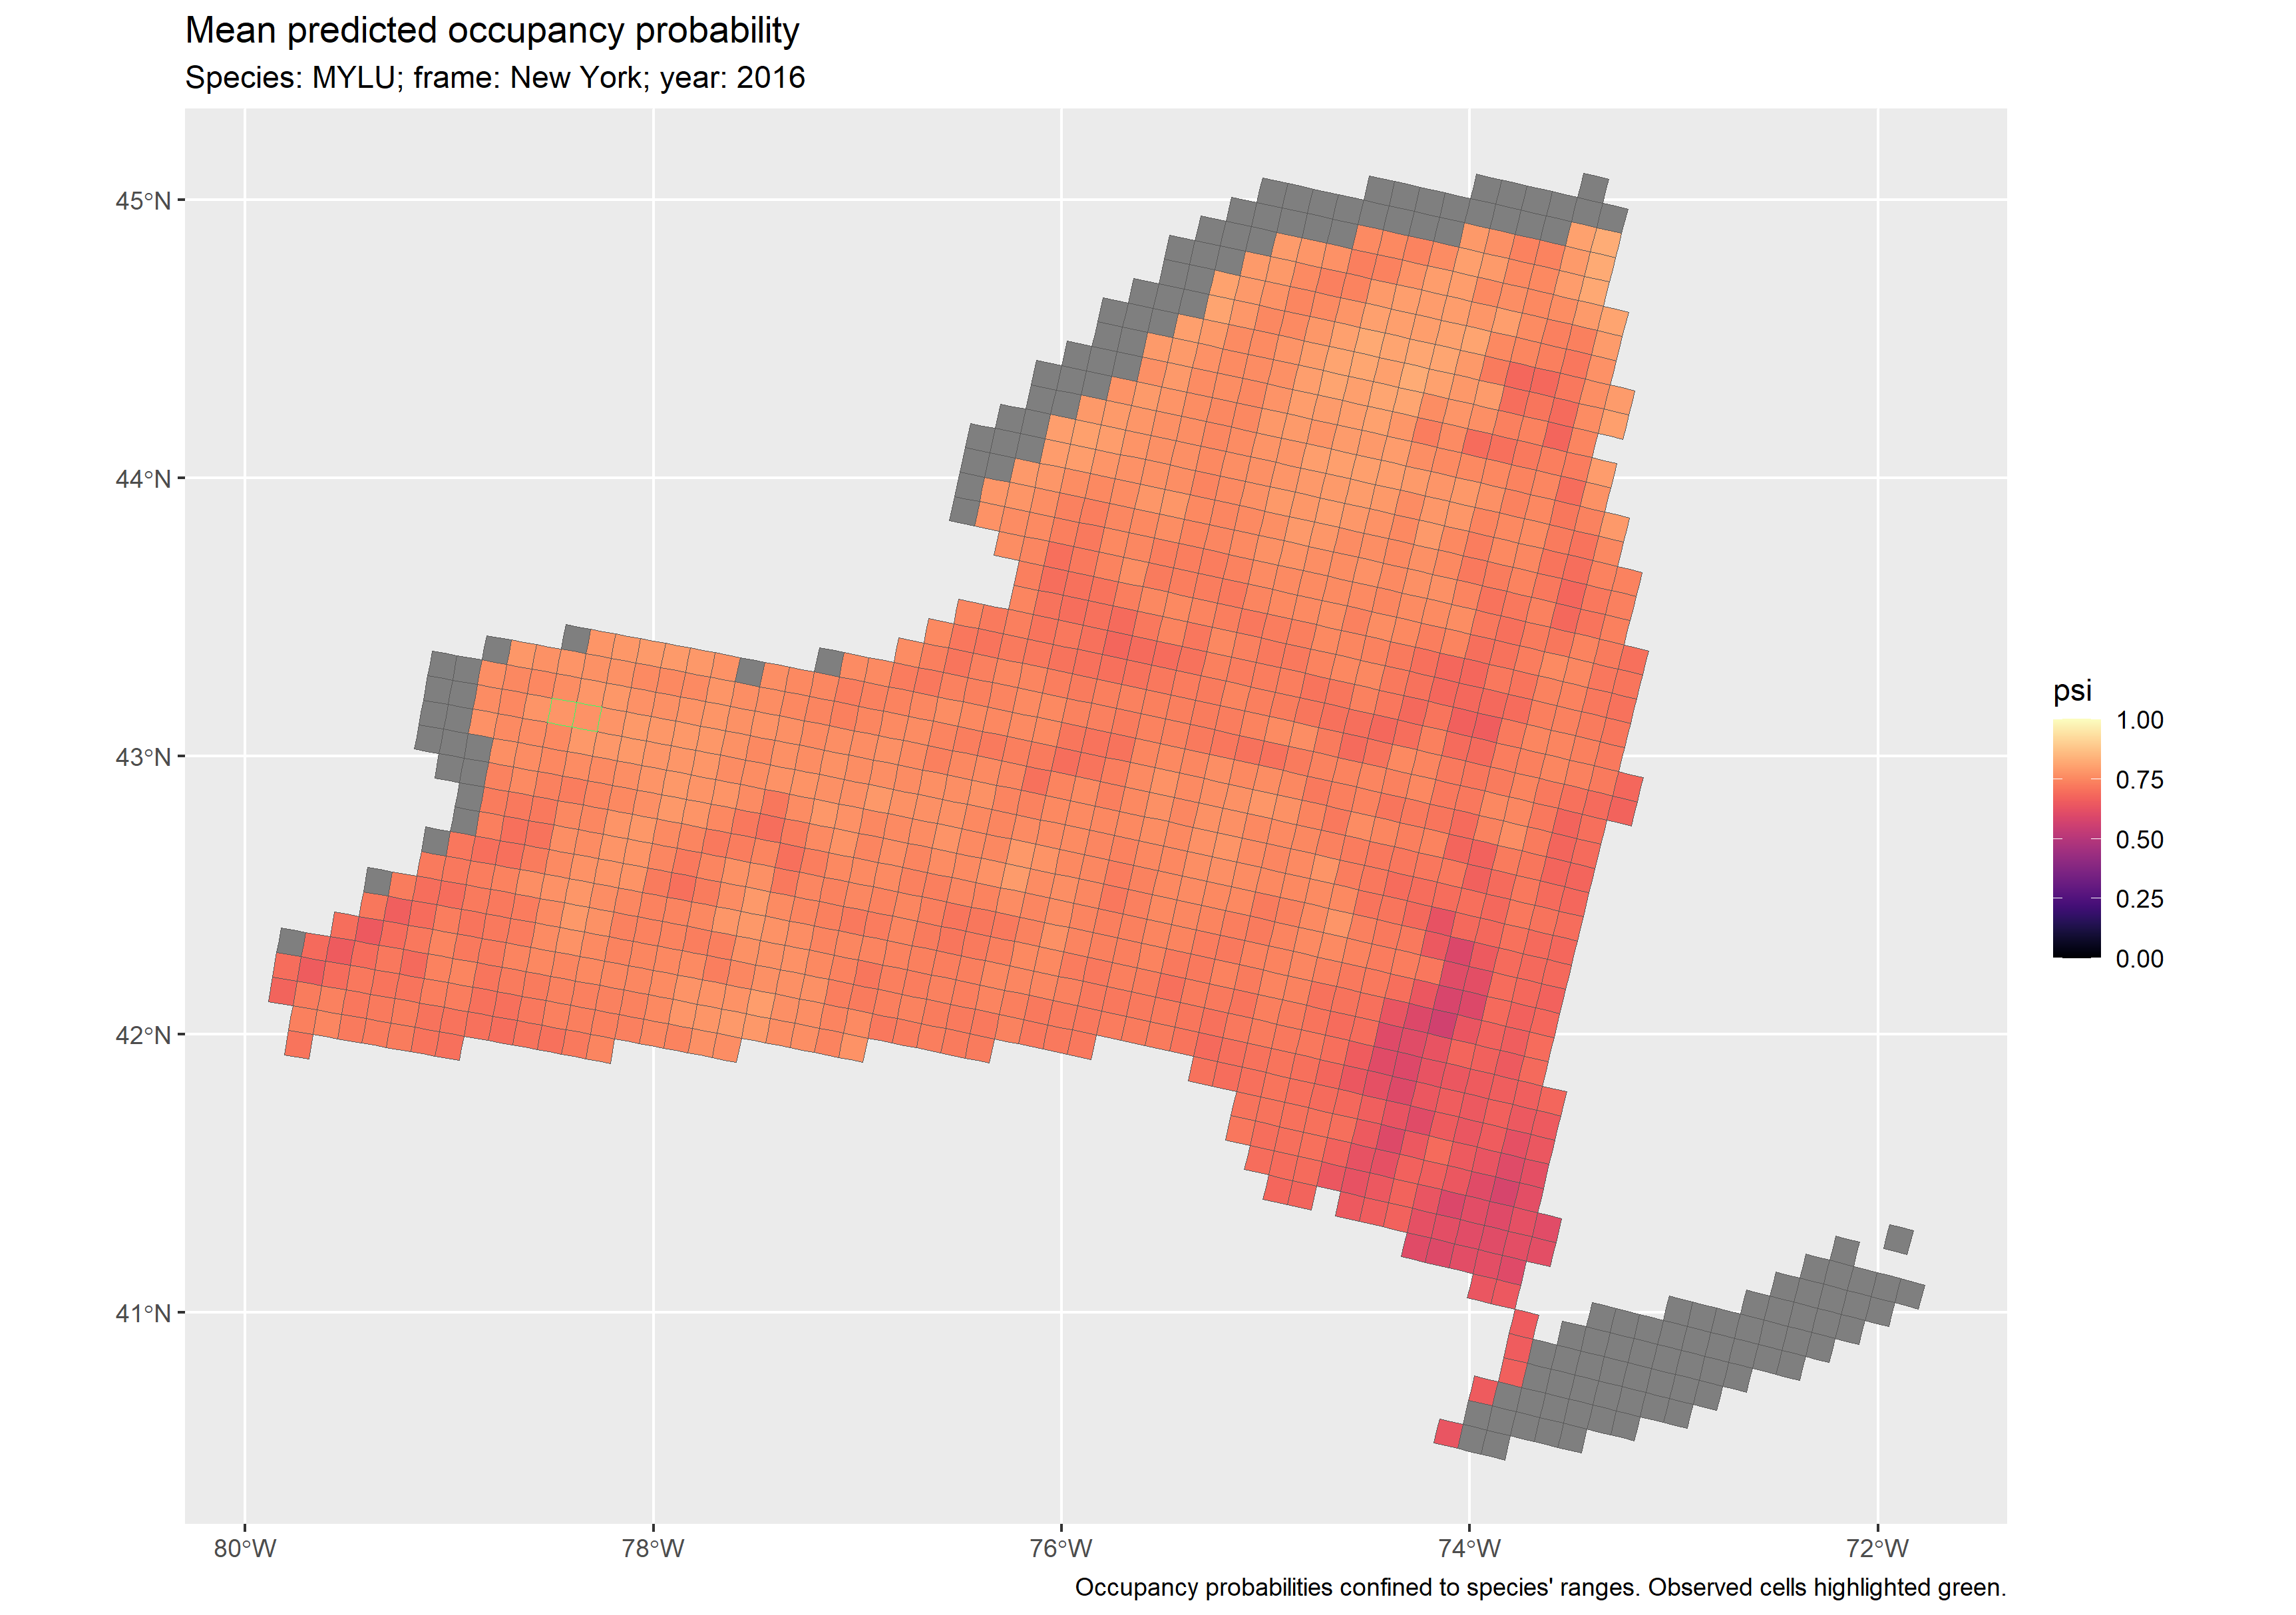 Mean predicted occupancy probability
Species: MYLU; frame: New York; year: 2016
45°N
44°N
43°N
42°N
41°N
80°W
78°W
76°W
74°W
72°W
psi
1.00
0.75
0.50
0.25
0.00
Occupancy probabilities confined to species' ranges. Observed cells highlighted green.